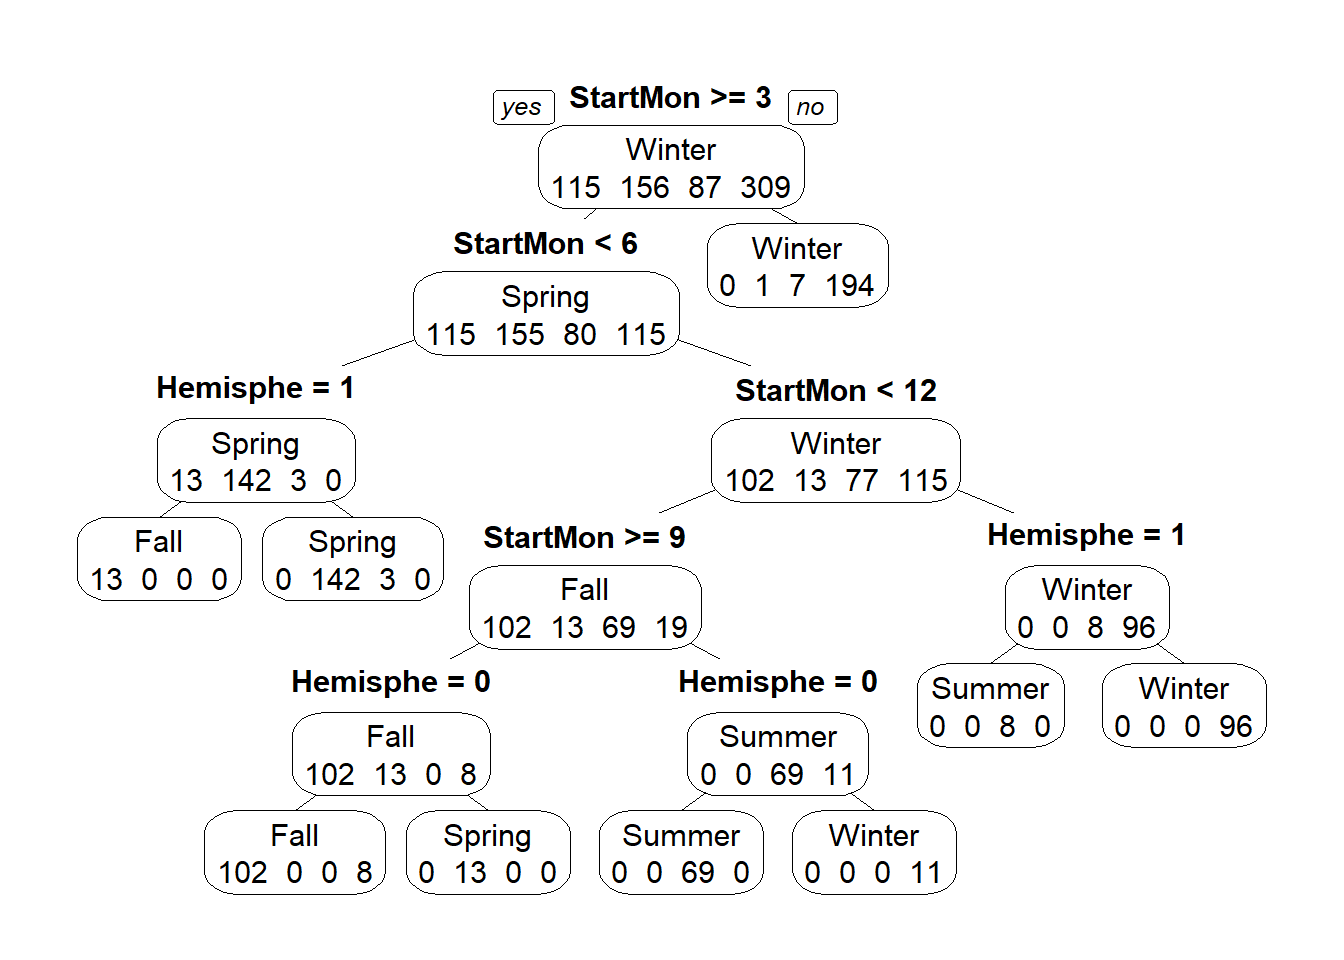 yes StartMon >= 3 no
Winter
115 156 87 309
StartMon < 6
Winter
0 1 7 194
Spring
115 155 80 115
Hemisphe = 1
StartMon < 12
Spring
13 142 3 0
Winter
102 13 77 115
Fall
13 0 0 0
Spring
0 142 3 0
StartMon >= 9
Hemisphe = 1
Fall
102 13 69 19
Winter
0 0 8 96
Hemisphe = 0
Hemisphe = 0
Summer
0 0 8 0
Winter
0 0 0 96
Fall
102 13 0 8
Summer
0 0 69 11
Fall
102 0 0 8
Spring
0 13 0 0
Summer
0 0 69 0
Winter
0 0 0 11